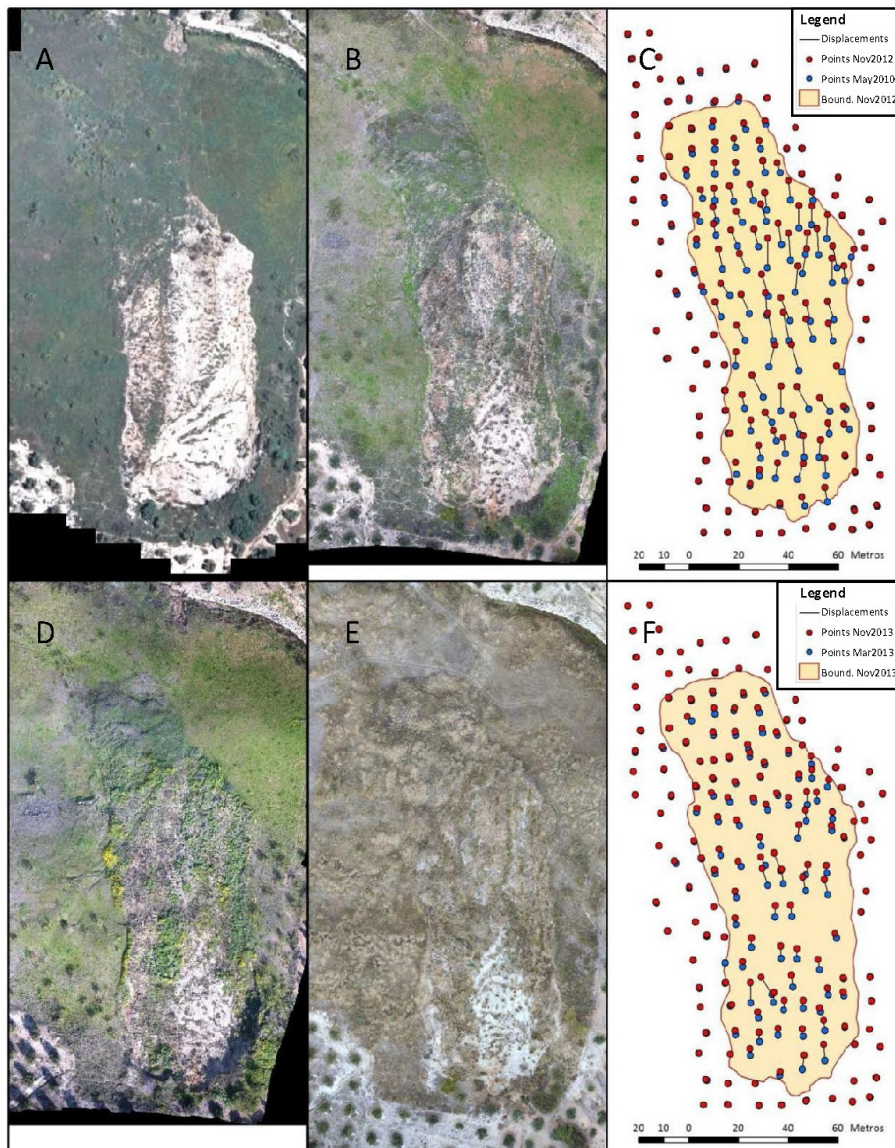 A
B
C
Legend
Displacements
Points Nov2012
Points May2010
Bound. Nov2012
20 10 0 20 40 60 Metros
D
E
F
Legend
Displacements
Points Nov2013
Points Mar2013
Bound. Nov2013
20 10 0 20 40 60 Metros